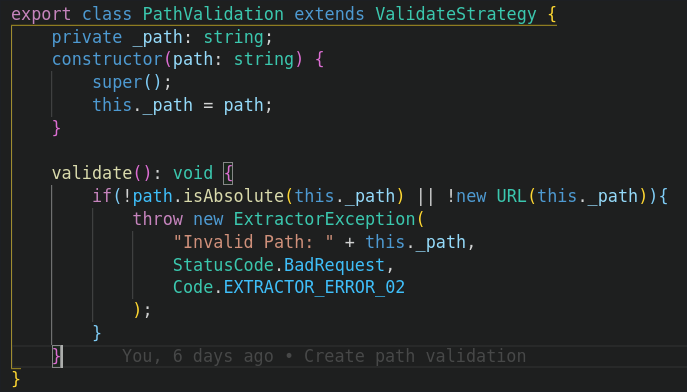 export class PathValidation extends ValidateStrategy {
    private _path: string;
    constructor(path: string) {
        super();
        this._path = path;
    }

    validate(): void {
        if(!path.isAbsolute(this._path) || !new URL(this._path)){
            throw new ExtractorException(
                "Invalid Path: " + this._path,
                StatusCode.BadRequest,
                Code.EXTRACTOR_ERROR_02
            );
        }
    }      You, 6 days ago • Create path validation
}